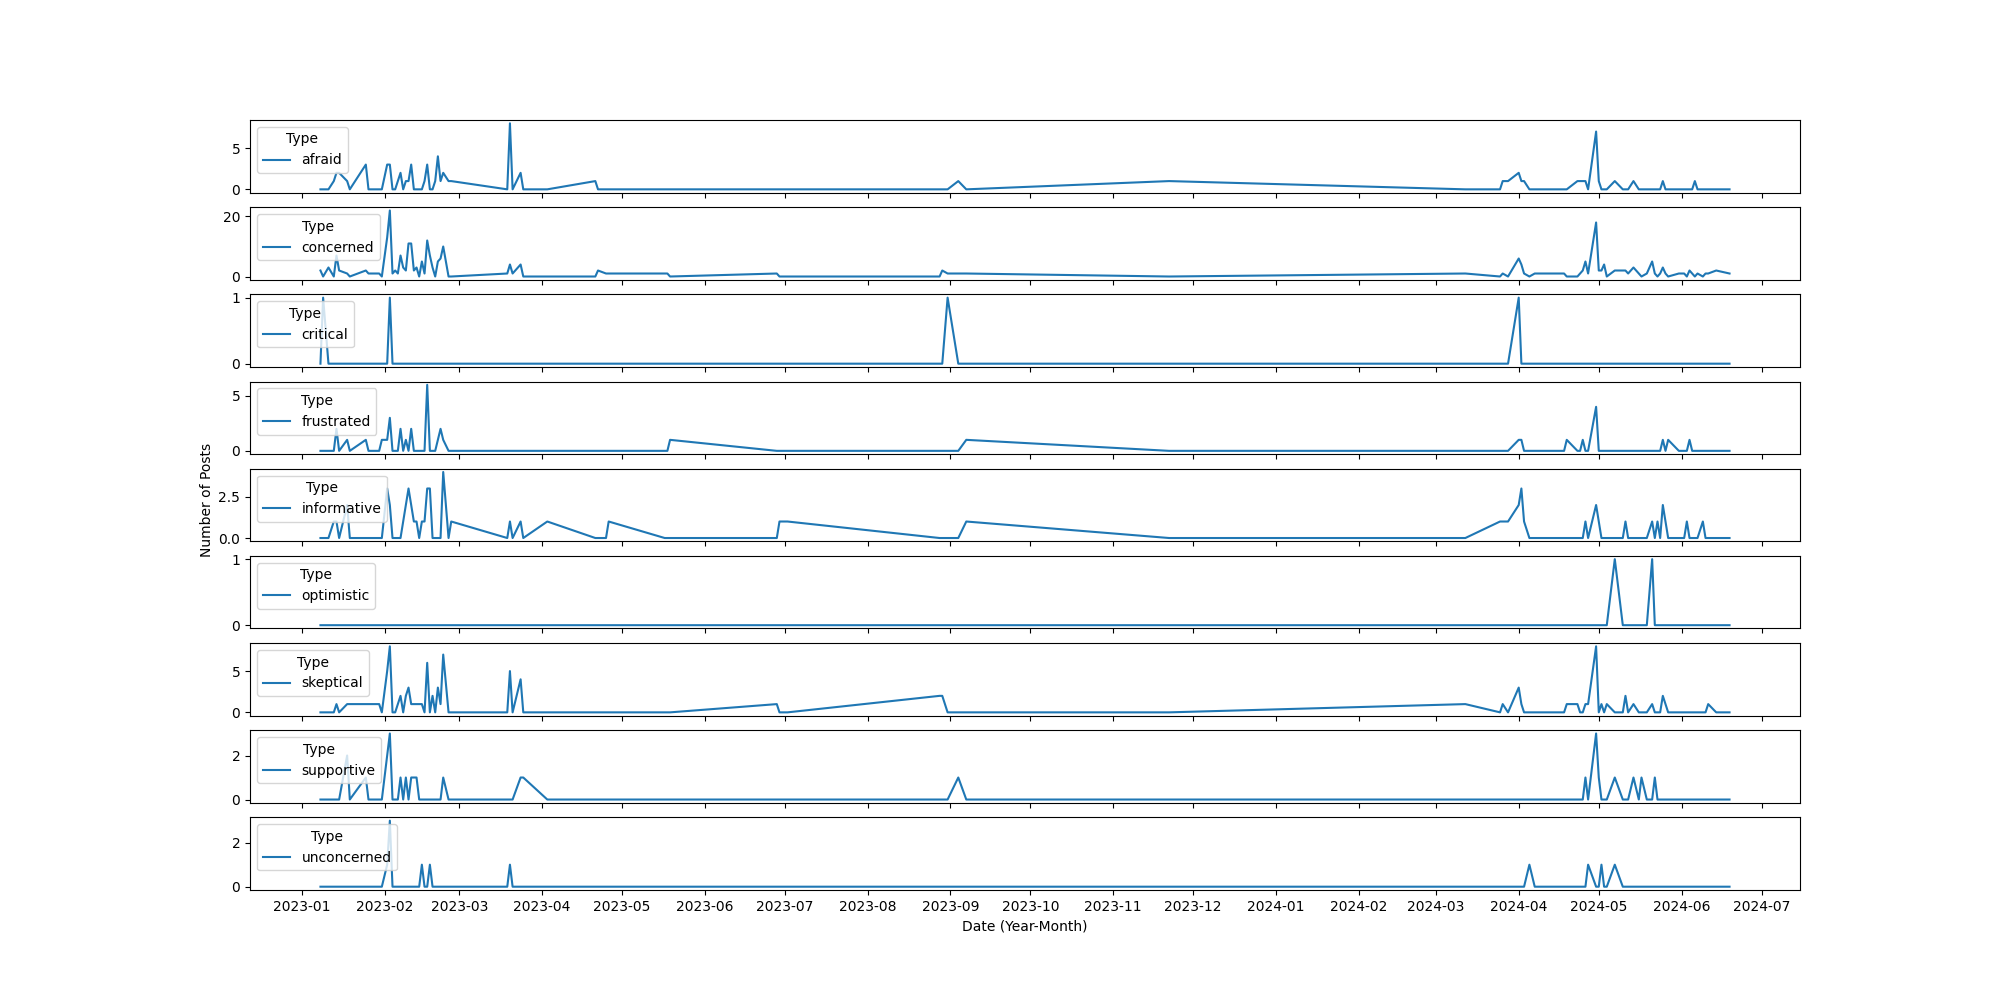 Type
afraid
5
0
Type
concerned
20
0
Type
critical
1
0
Type
frustrated
5
0
Number of Posts
Type
informative
2.5
0.0
Type
optimistic
1
0
Type
skeptical
5
0
Type
supportive
2
0
Type
unconcerned
2
0
2023-01 2023-02 2023-03 2023-04 2023-05 2023-06 2023-07 2023-08 2023-09 2023-10 2023-11 2023-12 2024-01 2024-02 2024-03 2024-04 2024-05 2024-06 2024-07
Date (Year-Month)